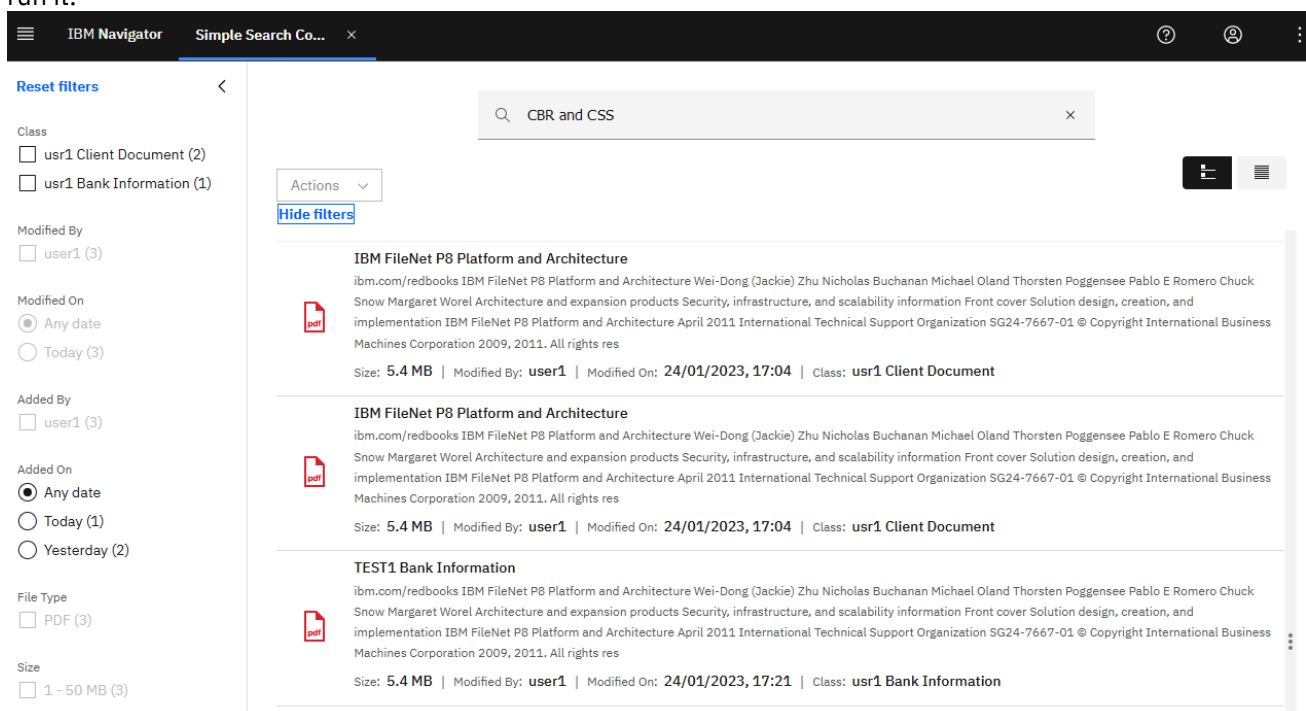 run it.
IBM Navigator
Simple Search Co...
Reset filters
CBR and CSS
Class
usr1 Client Document (2)
usr1 Bank Information (1)
Modified By
user1 (3)
Modified On
Any date
Today (3)
Added By
user1 (3)
Added On
Any date
Today (1)
Yesterday (2)
File Type
PDF (3)
Size
1 - 50 MB (3)
Actions
Hide filters
IBM FileNet P8 Platform and Architecture
ibm.com/redbooks IBM FileNet P8 Platform and Architecture Wei-Dong (Jackie) Zhu Nicholas Buchanan Michael Oland Thorsten Poggensee Pablo E Romero Chuck
Snow Margaret Worel Architecture and expansion products Security, infrastructure, and scalability information Front cover Solution design, creation, and
pdf
implementation IBM FileNet P8 Platform and Architecture April 2011 International Technical Support Organization SG24-7667-01 © Copyright International Business
Machines Corporation 2009, 2011. All rights res
Size: 5.4 MB | Modified By: user1 | Modified On: 24/01/2023, 17:04 | Class: usr1 Client Document
IBM FileNet P8 Platform and Architecture
ibm.com/redbooks IBM FileNet P8 Platform and Architecture Wei-Dong (Jackie) Zhu Nicholas Buchanan Michael Oland Thorsten Poggensee Pablo E Romero Chuck
Snow Margaret Worel Architecture and expansion products Security, infrastructure, and scalability information Front cover Solution design, creation, and
pdf
implementation IBM FileNet P8 Platform and Architecture April 2011 International Technical Support Organization SG24-7667-01 © Copyright International Business
Machines Corporation 2009, 2011. All rights res
Size: 5.4 MB | Modified By: user1 | Modified On: 24/01/2023, 17:04 | Class: usr1 Client Document
TEST1 Bank Information
ibm.com/redbooks IBM FileNet P8 Platform and Architecture Wei-Dong (Jackie) Zhu Nicholas Buchanan Michael Oland Thorsten Poggensee Pablo E Romero Chuck
Snow Margaret Worel Architecture and expansion products Security, infrastructure, and scalability information Front cover Solution design, creation, and
pdf
implementation IBM FileNet P8 Platform and Architecture April 2011 International Technical Support Organization SG24-7667-01 © Copyright International Business
Machines Corporation 2009, 2011. All rights res
Size: 5.4 MB | Modified By: user1 | Modified On: 24/01/2023, 17:21 | Class: usr1 Bank Information